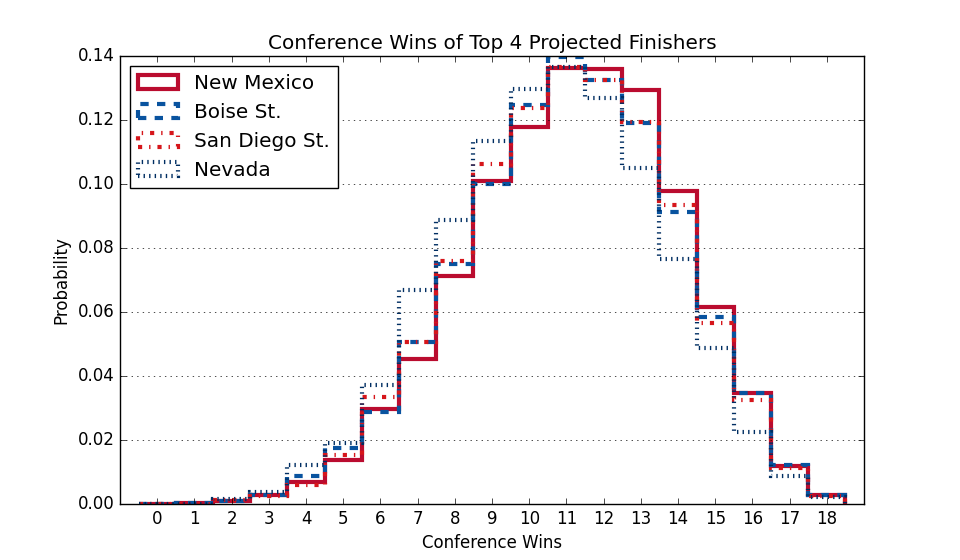 Conference Wins of Top 4 Projected Finishers
New Mexico
Boise St.
San Diego St.
Nevada
Probability
0.14
0.12
0.10
0.08
0.06
0.04
0.02
0.00
0 1 2 3 4 5 6 7 8 9 10 11 12 13 14 15 16 17 18
Conference Wins